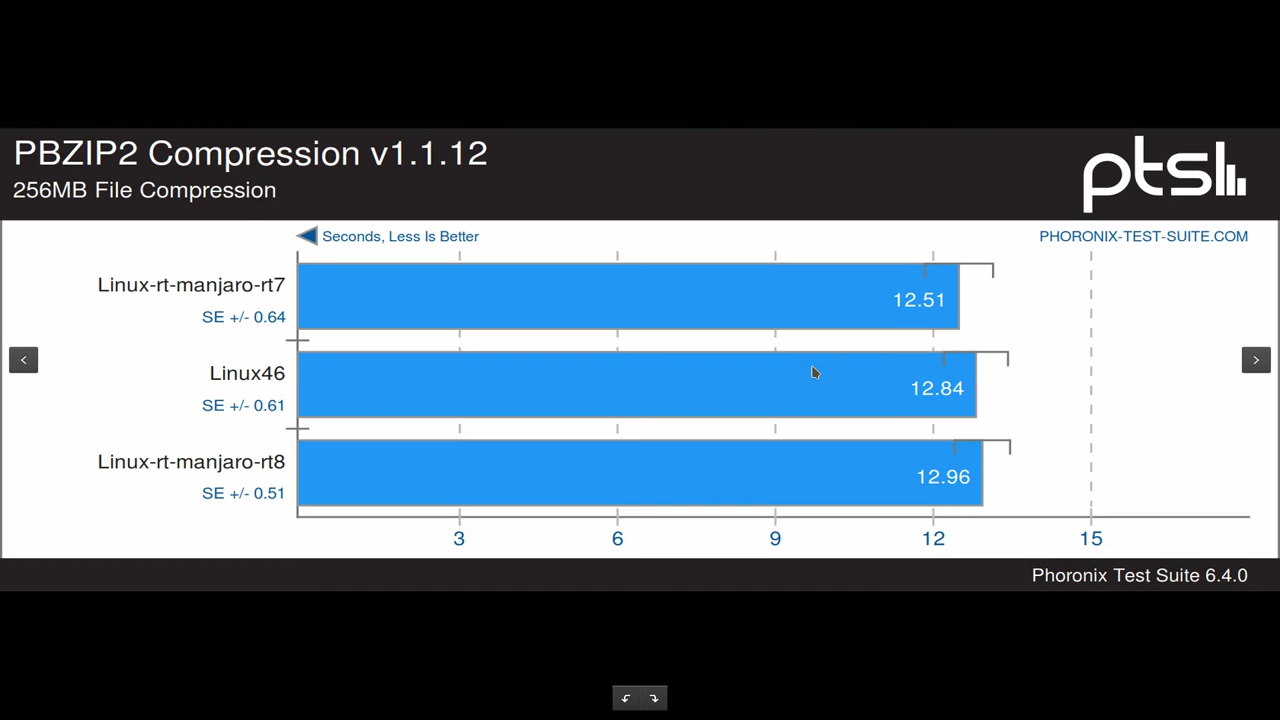 PBZIP2 Compression v1.1.12
256MB File Compression
pts
Seconds, Less Is Better
PHORONIX-TEST-SUITE.COM
Linux-rt-manjaro-rt7
SE +/- 0.64
12.51
Linux46
SE +/- 0.61
12.84
Linux-rt-manjaro-rt8
SE +/- 0.51
12.96
3 6 9 12 15
Phoronix Test Suite 6.4.0